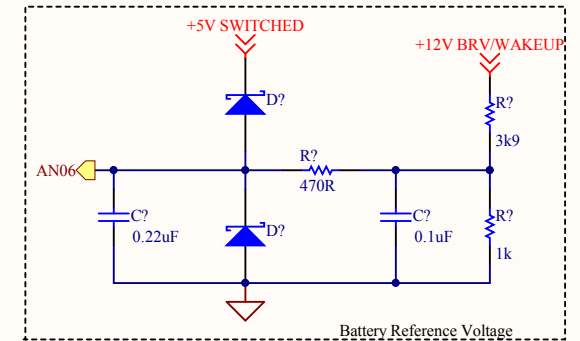 +5V SWITCHED
+12V BRV/WAKEUP
D?
R?
3k9
R?
AN06
470R
C?
0.22uF
D?
C?
0.1uF
R?
1k
Battery Reference Voltage